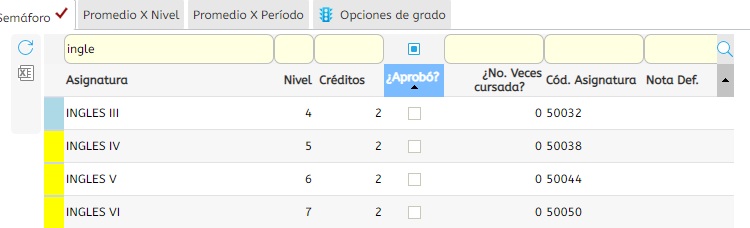 Semáforo Promedio X Nivel Promedio X Período Opciones de grado
ingle
Asignatura Nivel Créditos ¿Aprobó? ¿No. Veces cursada? Cód. Asignatura Nota Def.
INGLES III 4 2 0 50032
INGLES IV 5 2 0 50038
INGLES V 6 2 0 50044
INGLES VI 7 2 0 50050